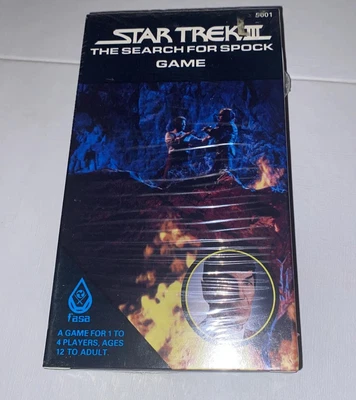 5001
STAR TREK III
THE SEARCH FOR SPOCK
GAME
fasa
A GAME FOR 1 TO
4 PLAYERS, AGES
12 TO ADULT.